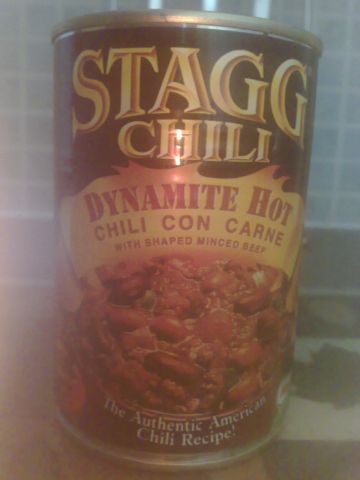 STAGG
CHILI
DYNAMITE HOT
CHILI CON CARNE
WITH SHAPED MINCED BEEF
The Authentic American
Chili Recipe!